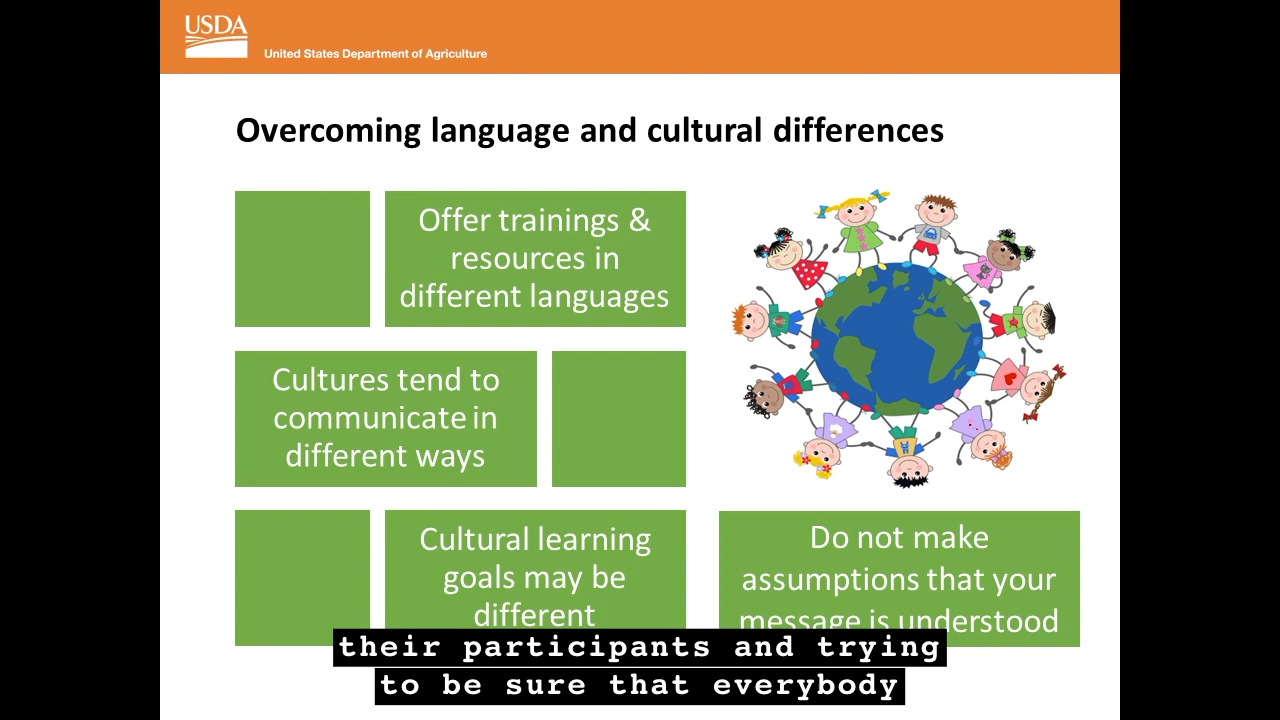 USDA
United States Department of Agriculture
Overcoming language and cultural differences
Offer trainings &
resources in
different languages
Cultures tend to
communicate in
different ways
Cultural learning
goals may be
different
Do not make
assumptions that your
message is understood
their participants and trying
to be sure that everybody